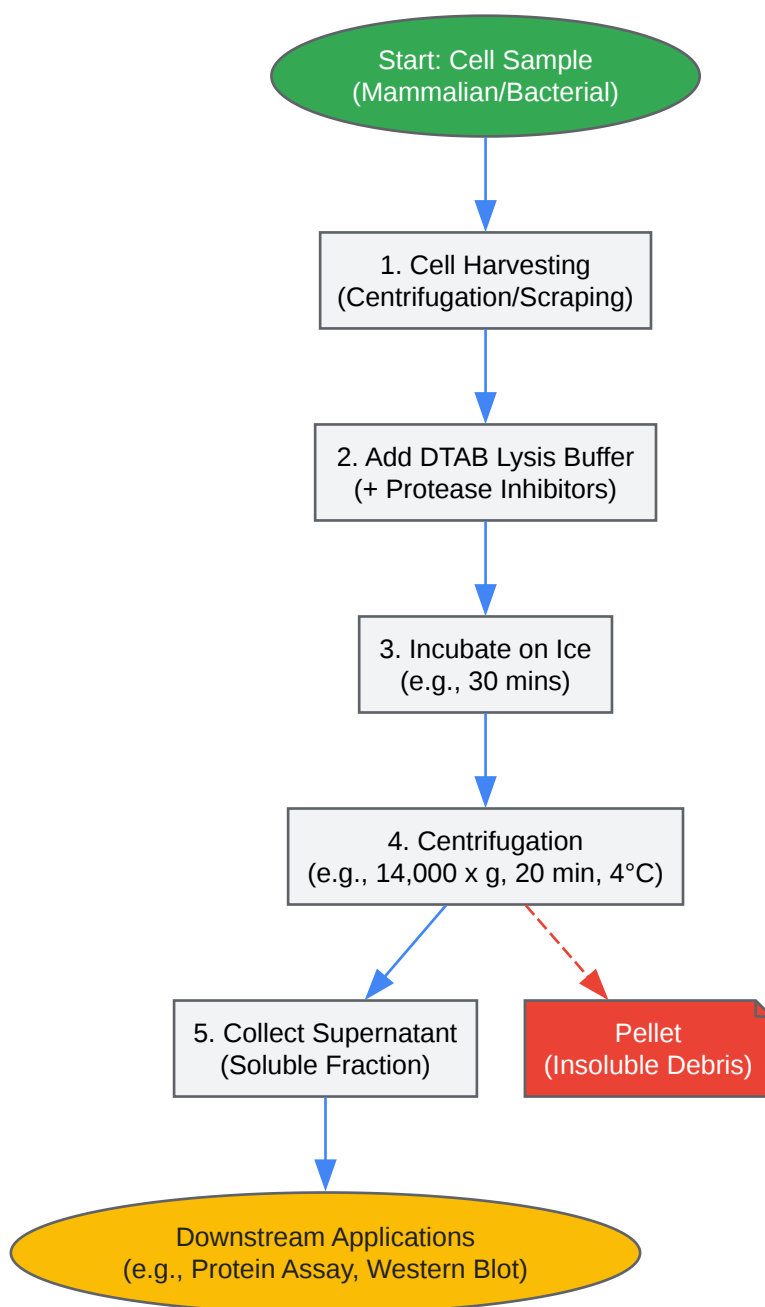 Start: Cell Sample
(Mammalian/Bacterial)
1. Cell Harvesting
(Centrifugation/Scraping)
2. Add DTAB Lysis Buffer
(+ Protease Inhibitors)
3. Incubate on Ice
(e.g., 30 mins)
4. Centrifugation
(e.g., 14,000 x g, 20 min, 4°C)
5. Collect Supernatant
(Soluble Fraction)
Pellet
(Insoluble Debris)
Downstream Applications
(e.g., Protein Assay, Western Blot)